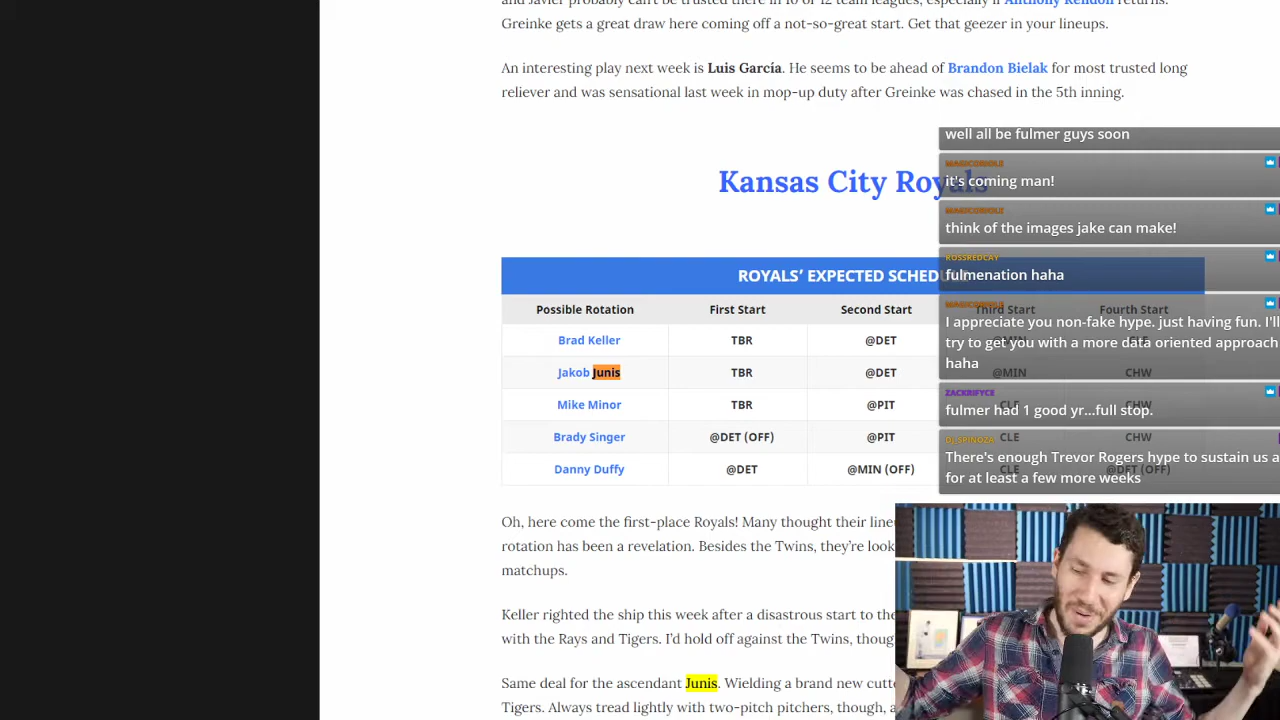 and Javier probably can't be trusted there in 10 or 12 team leagues, especially if Anthony Rendon returns.
Greinke gets a great draw here coming off a not-so-great start. Get that geezer in your lineups.
An interesting play next week is Luis García. He seems to be ahead of Brandon Bielak for most trusted long
reliever and was sensational last week in mop-up duty after Greinke was chased in the 5th inning.
Kansas City Royals
ROYALS' EXPECTED SCHEDULE
Possible Rotation First Start Second Start Third Start Fourth Start
Brad Keller TBR @DET
Jakob Junis TBR @DET @MIN CHW
Mike Minor TBR @PIT CLE CHW
Brady Singer @DET (OFF) @PIT CLE CHW
Danny Duffy @DET @MIN (OFF) CLE @DET (OFF)
Oh, here come the first-place Royals! Many thought their line
rotation has been a revelation. Besides the Twins, they're look
matchups.
Keller righted the ship this week after a disastrous start to the
with the Rays and Tigers. I'd hold off against the Twins, thoug
Same deal for the ascendant Junis. Wielding a brand new cutte
Tigers. Always tread lightly with two-pitch pitchers, though, a
well all be fulmer guys soon
it's coming man!
think of the images jake can make!
ROSSREDCAY
fulmenation haha
I appreciate you non-fake hype. just having fun. I'll
try to get you with a more data oriented approach
haha
ZACKRIFYCE
fulmer had 1 good yr...full stop.
DJ_SPINOZA
There's enough Trevor Rogers hype to sustain us a
for at least a few more weeks